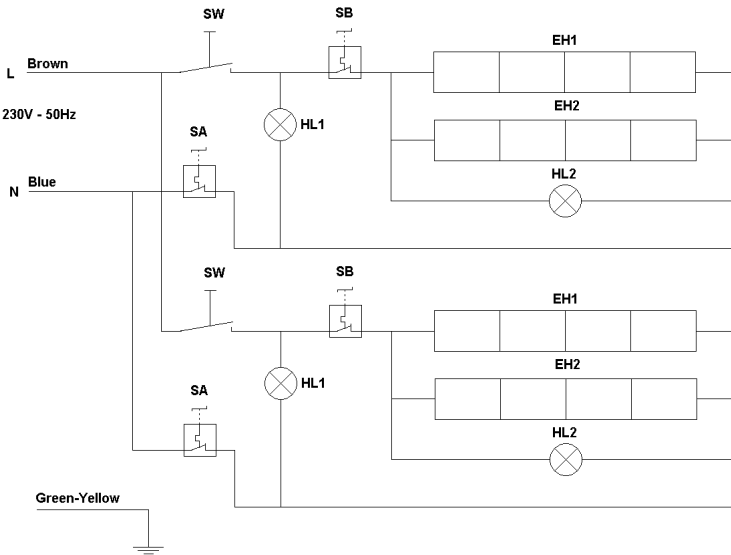 SW
SB
EH1
L
Brown
230V - 50Hz
HL1
EH2
SA
HL2
N
Blue
SW
SB
EH1
HL1
EH2
SA
HL2
Green-Yellow